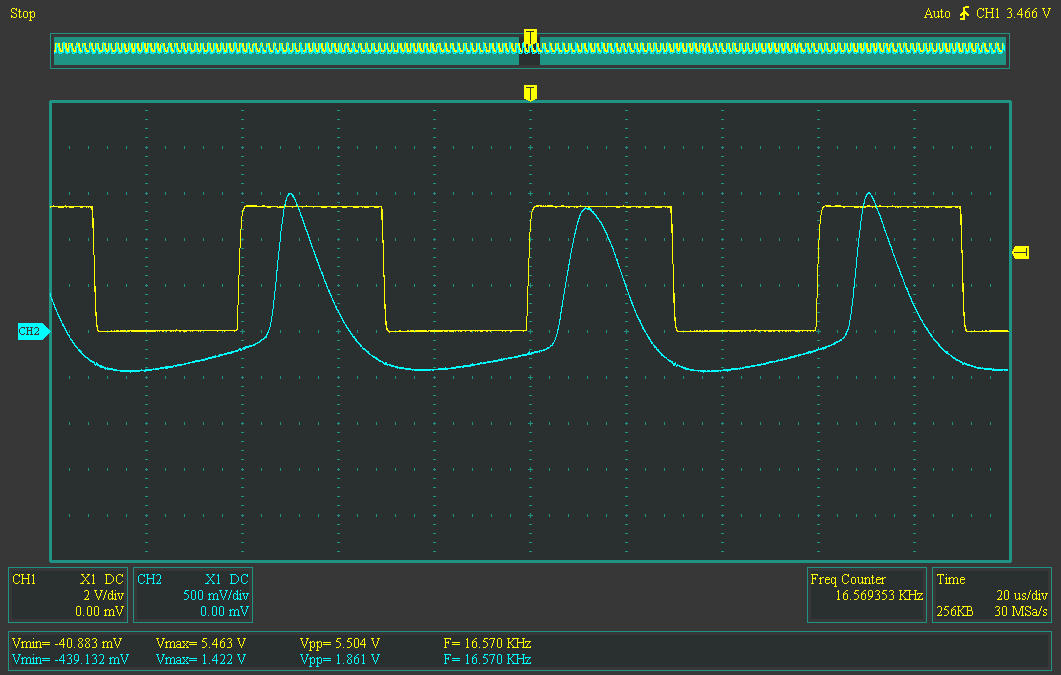 Stop
Auto CH1 3.466 V
T
T
T
CH2
CH1 X1 DC
2 V/div
0.00 mV
CH2 X1 DC
500 mV/div
0.00 mV
Freq Counter
16.569353 KHz
Time
20 us/div
256KB 30 MSa/s
Vmin= -40.883 mV Vmax= 5.463 V Vpp= 5.504 V F= 16.570 KHz
Vmin= -439.132 mV Vmax= 1.422 V Vpp= 1.861 V F= 16.570 KHz